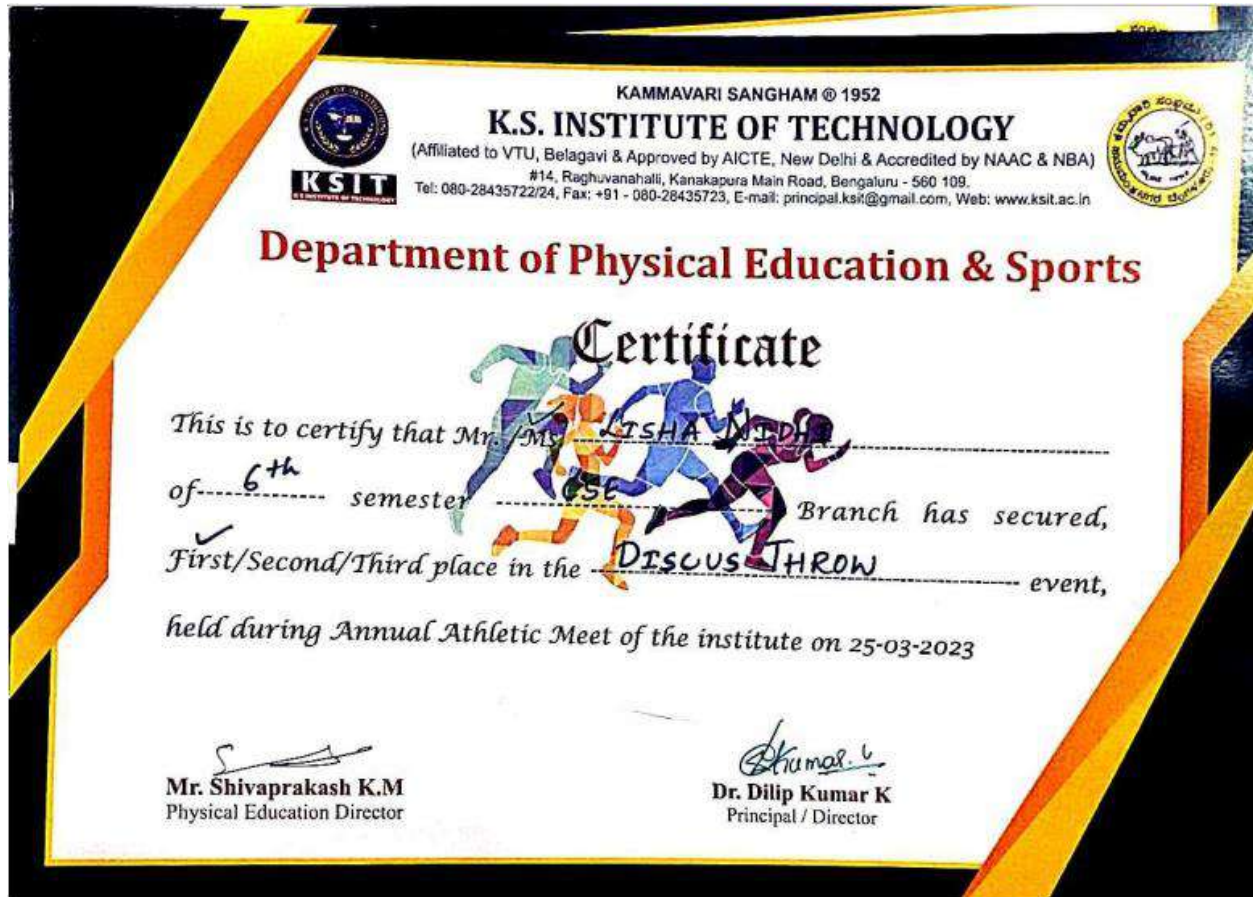 KAMMAVARI SANGHAM ® 1952
K.S. INSTITUTE OF TECHNOLOGY
(Affiliated to VTU, Belagavi & Approved by AICTE, New Delhi & Accredited by NAAC & NBA)
#14, Raghuvanahalli, Kanakapura Main Road, Bengaluru - 560 109.
Tel: 080-28435722/24, Fax: +91 - 080-28435723, E-mail: principal.ksit@gmail.com, Web: www.ksit.ac.in
KSIT
K S INSTITUTE OF TECHNOLOGY
Department of Physical Education & Sports
Certificate
This is to certify that Mr. /Ms. LISHA NIDHI
of 6th semester CSE Branch has secured,
First/Second/Third place in the DISCUS THROW event,
held during Annual Athletic Meet of the institute on 25-03-2023
Mr. Shivaprakash K.M
Physical Education Director
Dr. Dilip Kumar K
Principal / Director